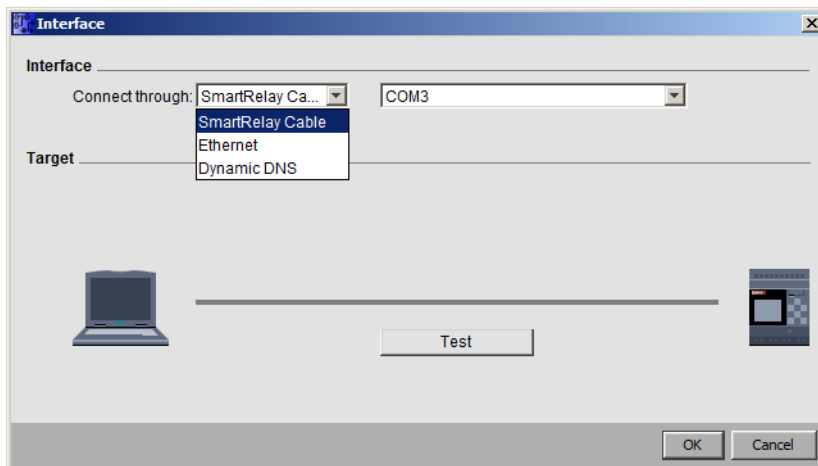 Interface
Interface
Connect through: SmartRelay Ca... COM3
SmartRelay Cable
Ethernet
Dynamic DNS
Target
Test
OK Cancel